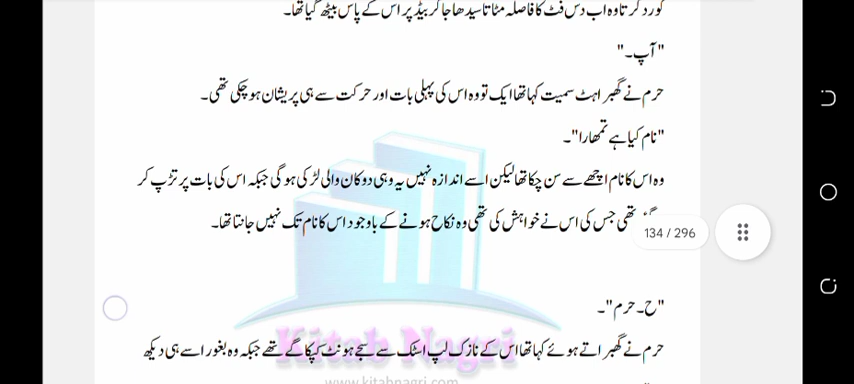 کور د کرتا وہ اب دس فٹ کا فاصلہ مٹاتا سیدھا جا کر بیڈ پر اس کے پاس بیٹھ گیا تھا۔
"آپ۔"
حرم نے گھبراہٹ سمیت کہا تھا ایک تو وہ اس کی پہلی بات اور حرکت سے ہی پریشان ہو چکی تھی۔
"نام کیا ہے تمھارا"۔
وہ اس کا نام اچھے سے سن چکا تھا لیکن اسے اندازہ نہیں یہ وہی دوکان والی لڑکی ہو گی جبکہ اس کی بات پر تڑپ کر
تھی جس کی اس نے خواہش کی تھی وہ نکاح ہونے کے باوجود اس کا نام تک نہیں جانتا تھا۔
134 / 296
"ح۔ حرم"۔
حرم نے گھبراتے ہوئے کہا تھا اس کے نازک لپ اسٹک سے سجے ہونٹ کپکپا گے تھے جبکہ وہ بغور اسے ہی دیکھ
Kitab Nagri
www.kitabnagri.com